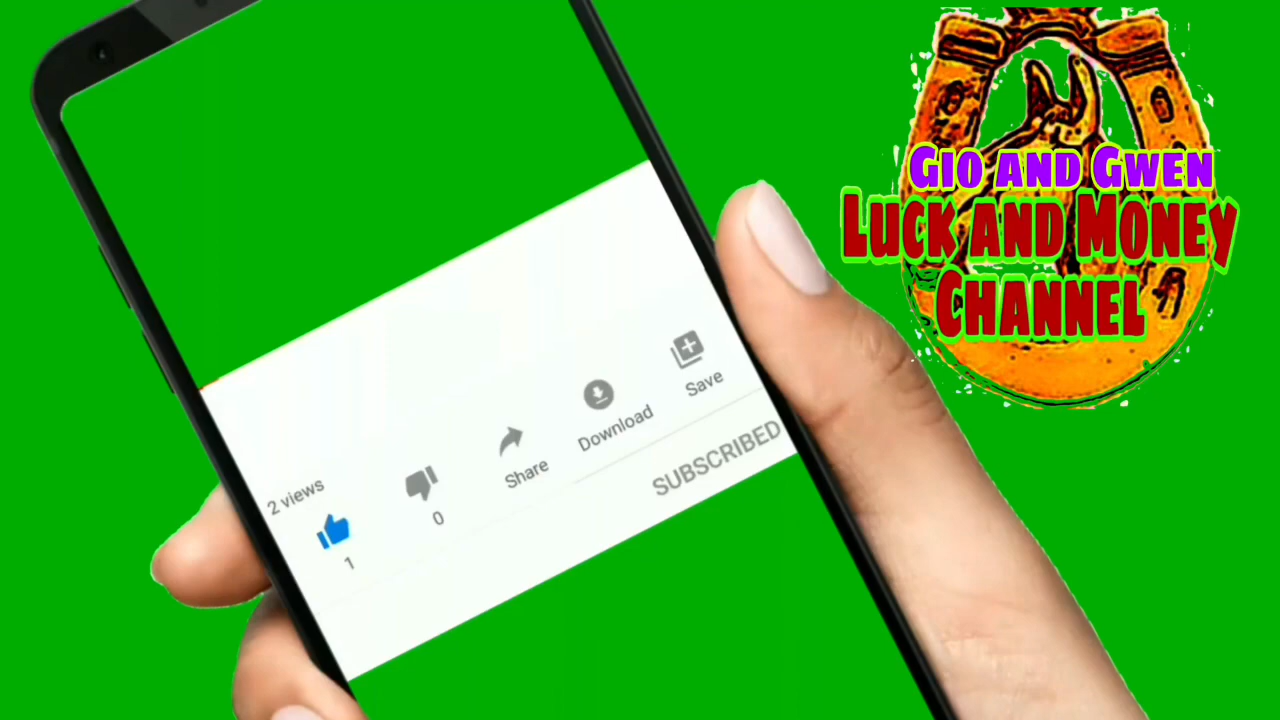 Gio and Gwen
Luck and Money
Channel
2 views
1
0
Share
Download
Save
SUBSCRIBED